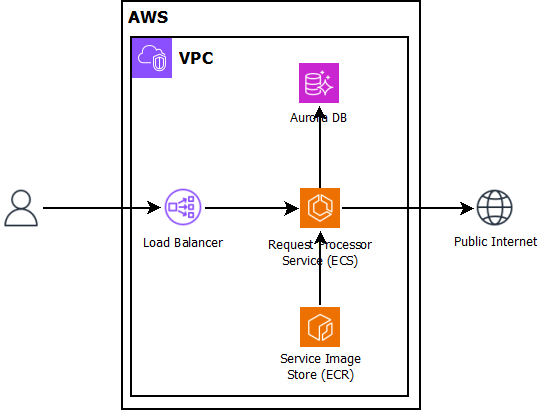 AWS
VPC
Aurora DB
Load Balancer
Request Processor
Service (ECS)
Public Internet
Service Image
Store (ECR)